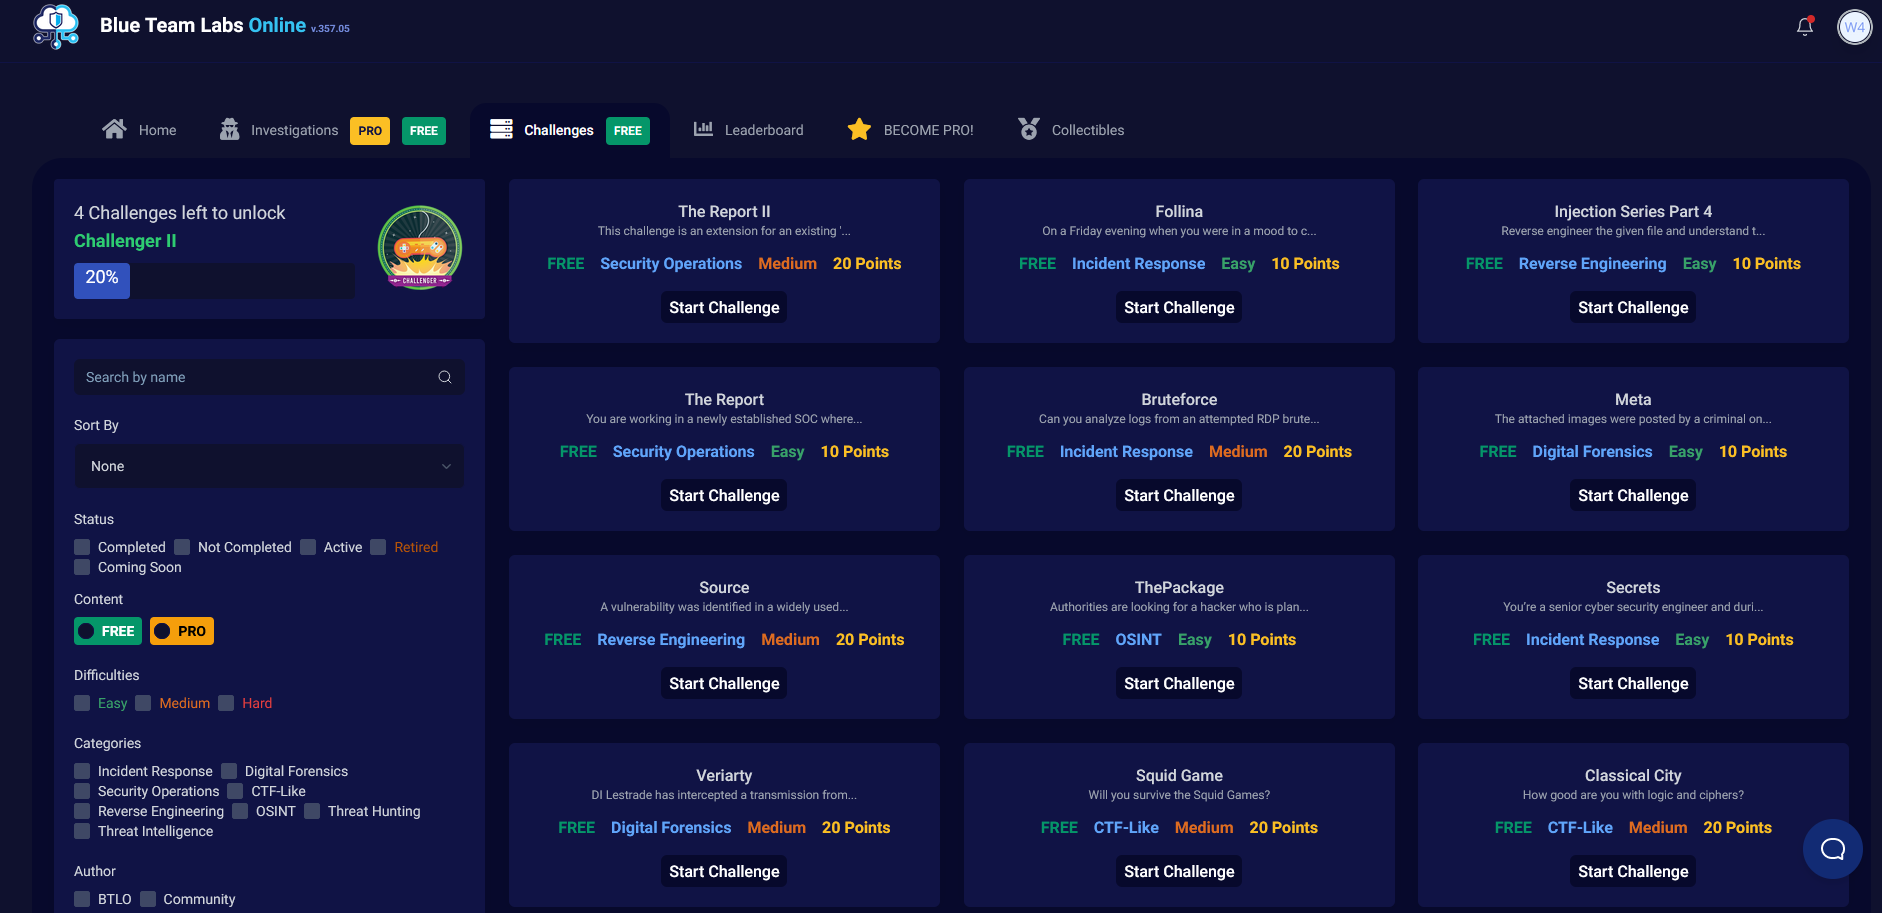 Blue Team Labs Online v.357.05
W4
Home
Investigations PRO FREE
Challenges FREE
Leaderboard
BECOME PRO!
Collectibles
4 Challenges left to unlock
Challenger II
20%
CHALLENGER
Search by name
Sort By
None
Status
Completed Not Completed Active Retired
Coming Soon
Content
FREE PRO
Difficulties
Easy Medium Hard
Categories
Incident Response Digital Forensics
Security Operations CTF-Like
Reverse Engineering OSINT Threat Hunting
Threat Intelligence
Author
BTLO Community
The Report II
This challenge is an extension for an existing '...
FREE Security Operations Medium 20 Points
Start Challenge
Follina
On a Friday evening when you were in a mood to c...
FREE Incident Response Easy 10 Points
Start Challenge
Injection Series Part 4
Reverse engineer the given file and understand t...
FREE Reverse Engineering Easy 10 Points
Start Challenge
The Report
You are working in a newly established SOC where...
FREE Security Operations Easy 10 Points
Start Challenge
Bruteforce
Can you analyze logs from an attempted RDP brute...
FREE Incident Response Medium 20 Points
Start Challenge
Meta
The attached images were posted by a criminal on...
FREE Digital Forensics Easy 10 Points
Start Challenge
Source
A vulnerability was identified in a widely used...
FREE Reverse Engineering Medium 20 Points
Start Challenge
ThePackage
Authorities are looking for a hacker who is plan...
FREE OSINT Easy 10 Points
Start Challenge
Secrets
You're a senior cyber security engineer and duri...
FREE Incident Response Easy 10 Points
Start Challenge
Veriarty
DI Lestrade has intercepted a transmission from...
FREE Digital Forensics Medium 20 Points
Start Challenge
Squid Game
Will you survive the Squid Games?
FREE CTF-Like Medium 20 Points
Start Challenge
Classical City
How good are you with logic and ciphers?
FREE CTF-Like Medium 20 Points
Start Challenge